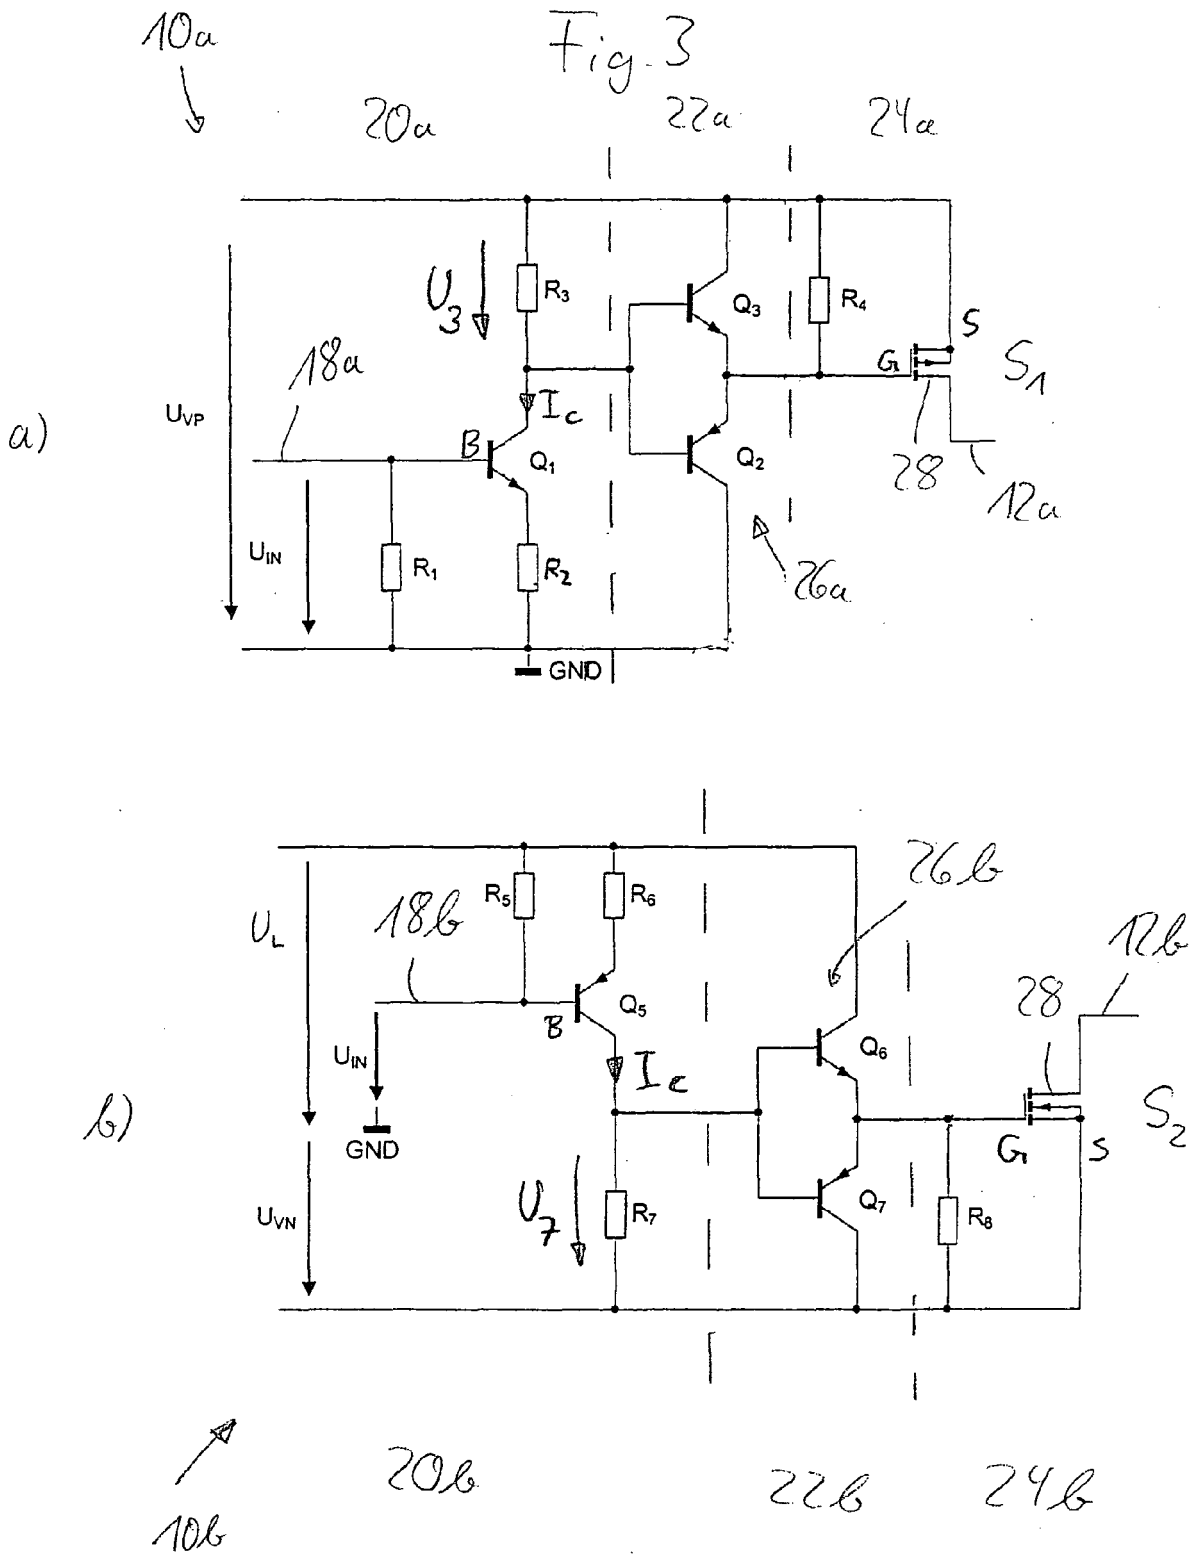 10a
Fig. 3
20a
22a
24a
U3
R3
Q3
R4
S
G
S1
18a
UVP
Ic
a)
B
Q1
Q2
28
12a
UIN
R1
R2
26a
GND
26b
R5
R6
UL
18b
12b
Q5
28
B
Q6
UIN
Ic
b)
S2
GND
G
S
U7
R7
Q7
UVN
R8
20b
22b
24b
10b